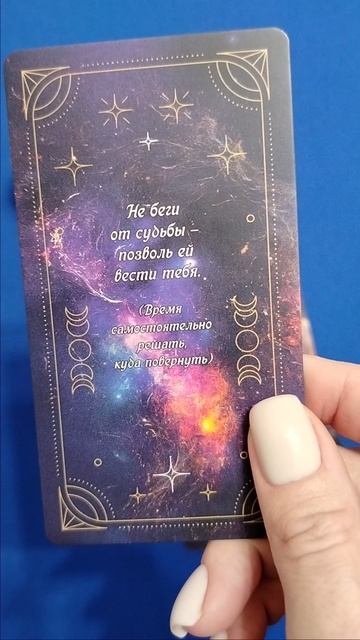 Не беги
от судьбы –
позволь ей
вести тебя.
(Время
самостоятельно
решать,
куда повернуть)